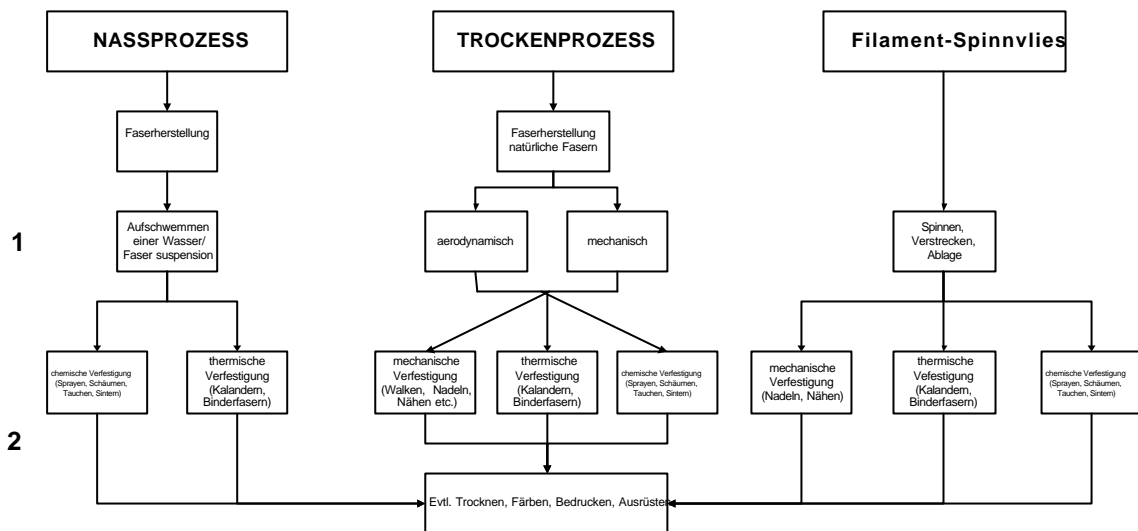 NASSPROZESS
TROCKENPROZESS
Filament-Spinnvlies
Faserherstellung
Faserherstellung
natürliche Fasern
1
Aufschwemmen
einer Wasser/
Faser suspension
aerodynamisch
mechanisch
Spinnen,
Verstrecken,
Ablage
chemische Verfestigung
(Sprayen, Schäumen,
Tauchen, Sintern)
thermische
Verfestigung
(Kalandern,
Binderfasern)
mechanische
Verfestigung
(Walken, Nadeln,
Nähen etc.)
thermische
Verfestigung
(Kalandern,
Binderfasern)
chemische Verfestigung
(Sprayen, Schäumen,
Tauchen, Sintern)
mechanische
Verfestigung
(Nadeln, Nähen)
thermische
Vefestigung
(Kalandern,
Binderfasern)
chemische Verfestigung
(Sprayen, Schäumen,
Tauchen, Sintern)
2
Evtl. Trocknen, Färben, Bedrucken, Ausrüsten